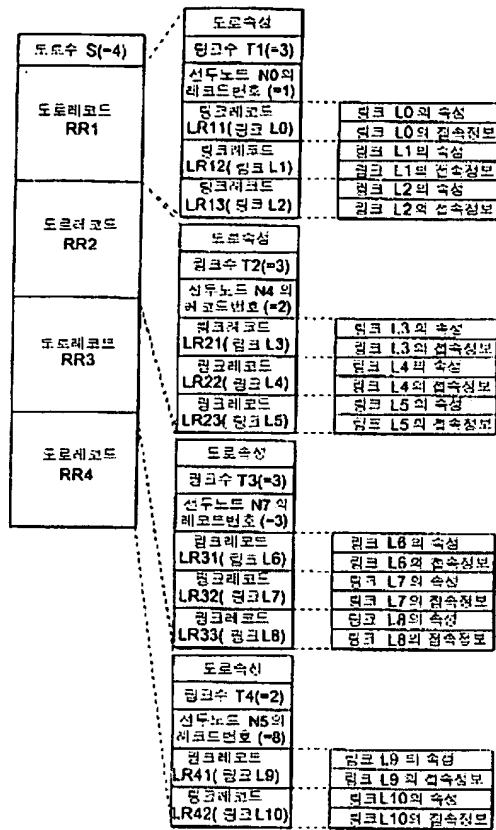 도로수 S(=4)
도로레코드
RR1
도로레코드
RR2
도로레코드
RR3
도로레코드
RR4
도로속성
링크수 T1(=3)
선두노드 N0의
레코드번호 (=1)
링크레코드
LR11(링크 L0)
링크레코드
LR12(링크 L1)
링크레코드
LR13(링크 L2)
링크 L0의 속성
링크 L0의 접속정보
링크 L1의 속성
링크 L1의 접속정보
링크 L2의 속성
링크 L2의 접속정보
도로속성
링크수 T2(=3)
선두노드 N4의
레코드번호 (=2)
링크레코드
LR21(링크 L3)
링크레코드
LR22(링크 L4)
링크레코드
LR23(링크 L5)
링크 L3의 속성
링크 L3의 접속정보
링크 L4의 속성
링크 L4의 접속정보
링크 L5의 속성
링크 L5의 접속정보
도로속성
링크수 T3(=3)
선두노드 N7의
레코드번호 (=3)
링크레코드
LR31(링크 L6)
링크레코드
LR32(링크 L7)
링크레코드
LR33(링크 L8)
링크 L6의 속성
링크 L6의 접속정보
링크 L7의 속성
링크 L7의 접속정보
링크 L8의 속성
링크 L8의 접속정보
도로속성
링크수 T4(=2)
선두노드 N5의
레코드번호 (=8)
링크레코드
LR41(링크 L9)
링크레코드
LR42(링크 L10)
링크 L9의 속성
링크 L9의 접속정보
링크 L10의 속성
링크 L10의 접속정보